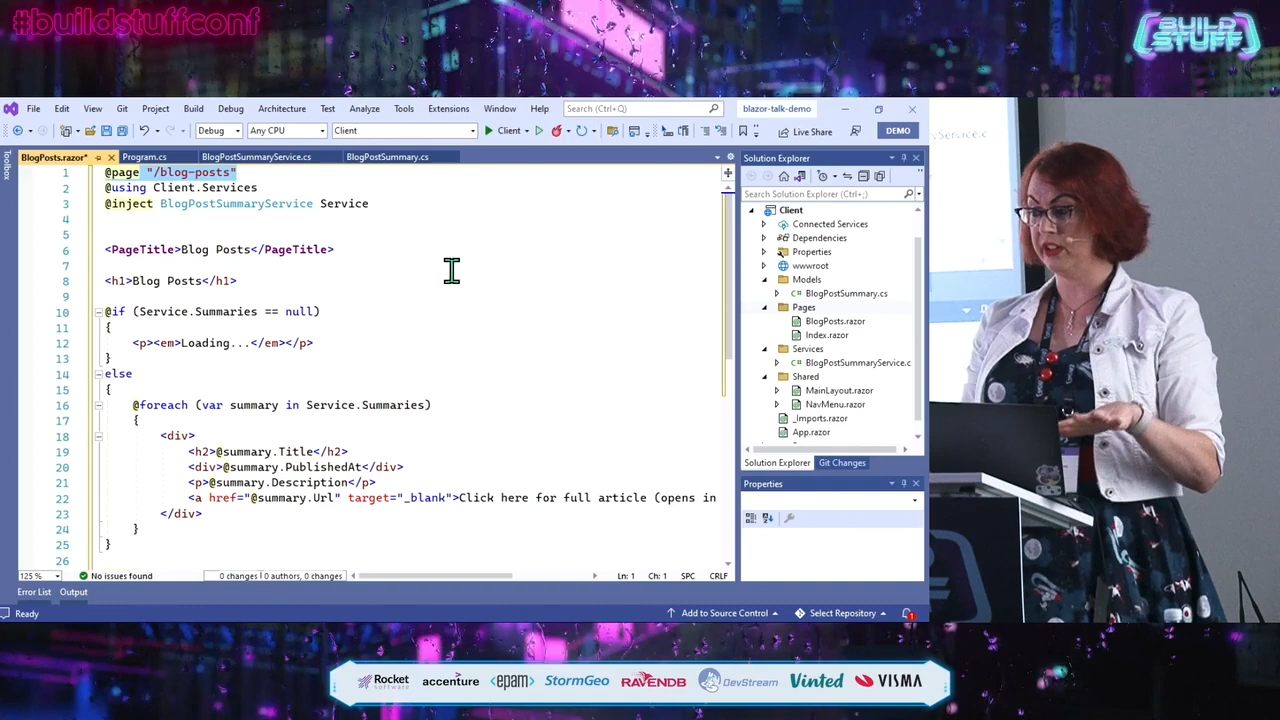 #buildstuffconf
BUILD STUFF
File Edit View Git Project Build Debug Architecture Test Analyze Tools Extensions Window Help Search (Ctrl+Q) blazor-talk-demo
Debug Any CPU Client Client Live Share DEMO
Toolbox
BlogPosts.razor* Program.cs BlogPostSummaryService.cs BlogPostSummary.cs
1 @page "/blog-posts"
2 @using Client.Services
3 @inject BlogPostSummaryService Service
4
5
6 <PageTitle>Blog Posts</PageTitle>
7
8 <h1>Blog Posts</h1>
9
10 @if (Service.Summaries == null)
11 {
12 <p><em>Loading...</em></p>
13 }
14 else
15 {
16 @foreach (var summary in Service.Summaries)
17 {
18 <div>
19 <h2>@summary.Title</h2>
20 <div>@summary.PublishedAt</div>
21 <p>@summary.Description</p>
22 <a href="@summary.Url" target="_blank">Click here for full article (opens in
23 </div>
24 }
25 }
26
125 % No issues found 0 changes | 0 authors, 0 changes Ln: 1 Ch: 1 SPC CRLF
Error List Output
Ready Add to Source Control Select Repository 1
Solution Explorer
Search Solution Explorer (Ctrl+;)
Client
Connected Services
Dependencies
Properties
wwwroot
Models
C# BlogPostSummary.cs
Pages
BlogPosts.razor
Index.razor
Services
C# BlogPostSummaryService.c
Shared
MainLayout.razor
NavMenu.razor
_Imports.razor
App.razor
Solution Explorer Git Changes
Properties
Service.c
Rocket software accenture <epam> StormGeo RAVENDB DevStream Vinted VISMA